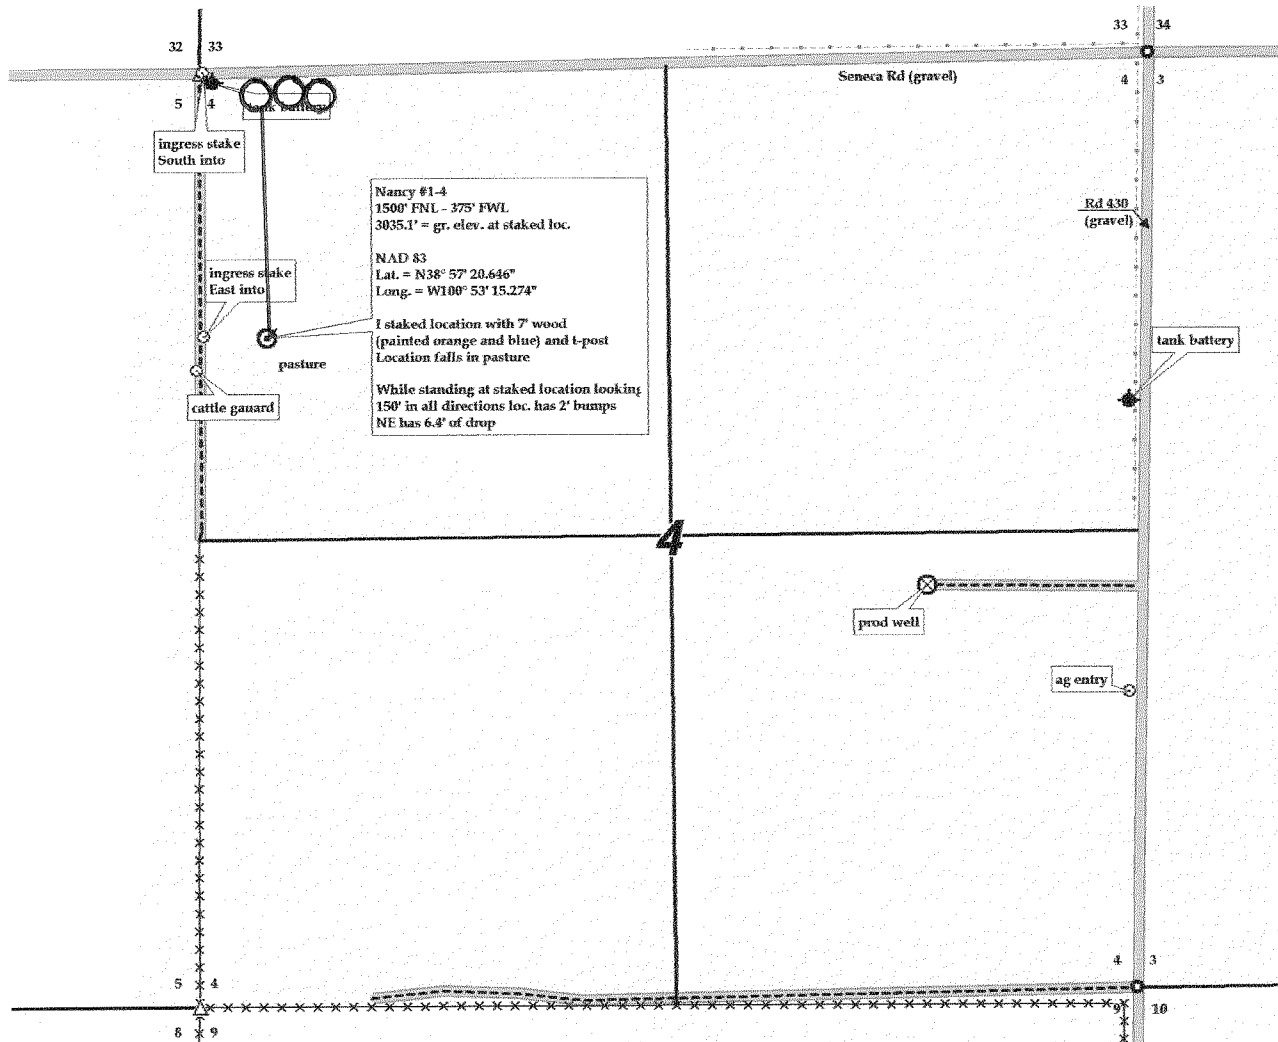 33 34
32 33
Seneca Rd (gravel)
4 3
5 4
tank battery
ingress stake
South into
Nancy #1-4
1500' FNL - 375' FWL
3035.1' = gr. elev. at staked loc.
NAD 83
Lat. = N38° 57' 20.646"
Long. = W100° 53' 15.274"
I staked location with 7' wood
(painted orange and blue) and t-post
Location falls in pasture
While standing at staked location looking
150' in all directions loc. has 2' bumps
NE has 6.4' of drop
Rd 430
(gravel)
ingress stake
East into
tank battery
pasture
cattle gauard
4
prod well
ag entry
4 3
5 4
9 10
8 9